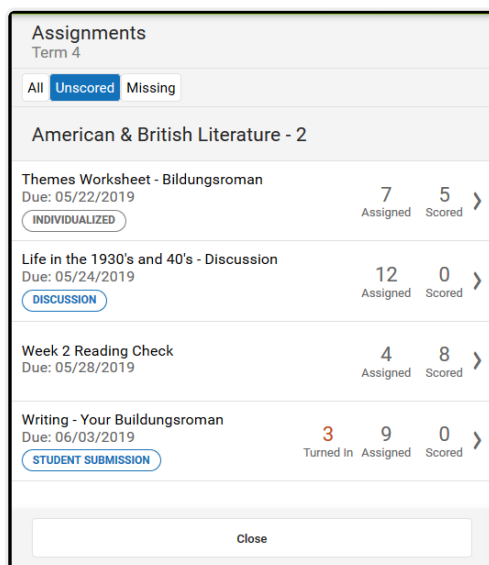 Assignments
Term 4
All Unscored Missing
American & British Literature - 2
Themes Worksheet - Bildungsroman
Due: 05/22/2019
INDIVIDUALIZED
7 5
Assigned Scored
Life in the 1930's and 40's - Discussion
Due: 05/24/2019
DISCUSSION
12 0
Assigned Scored
Week 2 Reading Check
Due: 05/28/2019
4 8
Assigned Scored
Writing - Your Buildungsroman
Due: 06/03/2019
STUDENT SUBMISSION
3 9 0
Turned In Assigned Scored
Close